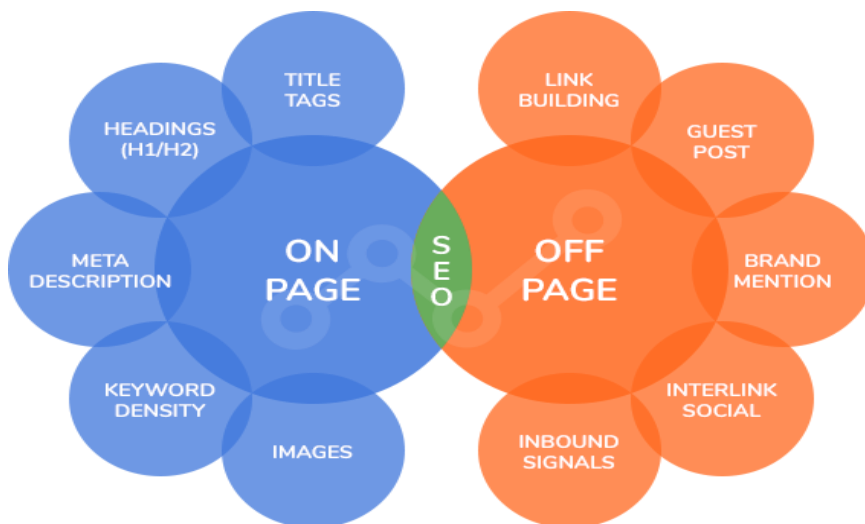 TITLE
TAGS
HEADINGS
(H1/H2)
META
DESCRIPTION
KEYWORD
DENSITY
IMAGES
ON
PAGE
S
E
O
OFF
PAGE
LINK
BUILDING
GUEST
POST
BRAND
MENTION
INTERLINK
SOCIAL
INBOUND
SIGNALS